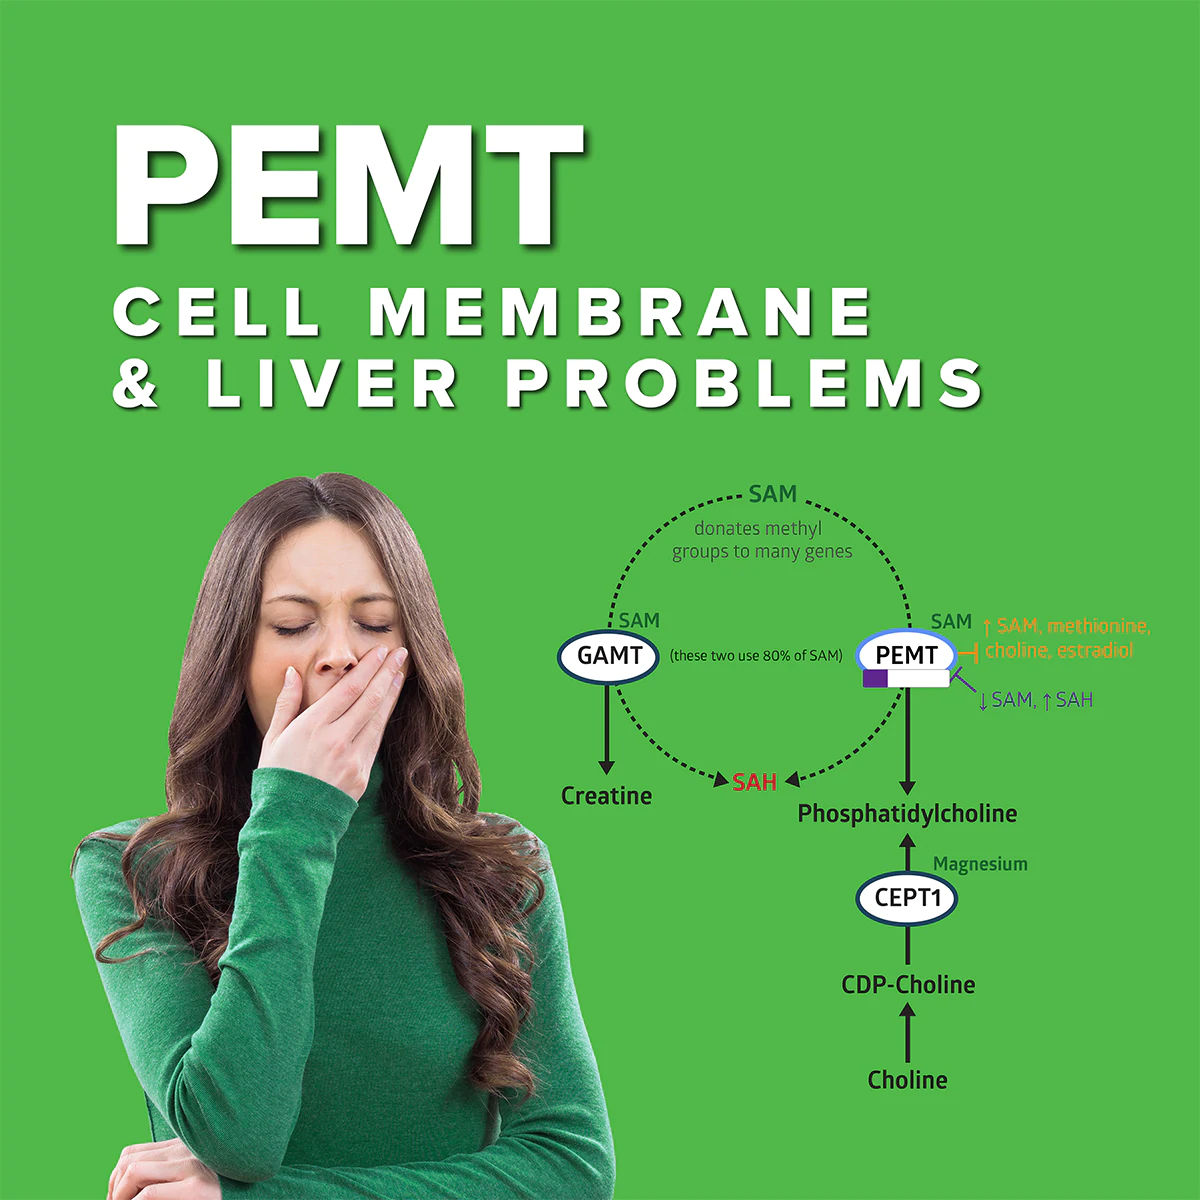 PEMT
CELL MEMBRANE
& LIVER PROBLEMS
SAM
donates methyl
groups to many genes
SAM
GAMT
(these two use 80% of SAM)
SAM
PEMT
↑ SAM, methionine,
choline, estradiol
↓ SAM, ↑ SAH
SAH
Creatine
Phosphatidylcholine
Magnesium
CEPT1
CDP-Choline
Choline